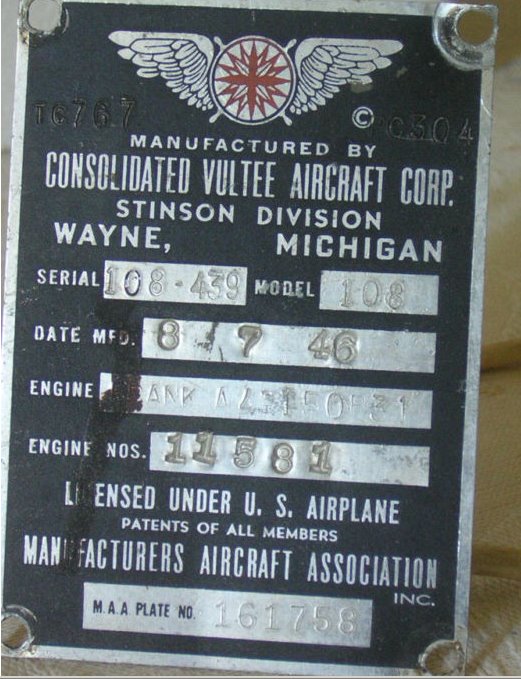 TC767 © C304
MANUFACTURED BY
CONSOLIDATED VULTEE AIRCRAFT CORP.
STINSON DIVISION
WAYNE, MICHIGAN
SERIAL 108-439 MODEL 108
DATE MFD. 8 7 46
ENGINE
ENGINE NOS. 11581
LICENSED UNDER U. S. AIRPLANE
PATENTS OF ALL MEMBERS
MANUFACTURERS AIRCRAFT ASSOCIATION
INC.
M.A.A PLATE NO. 161758